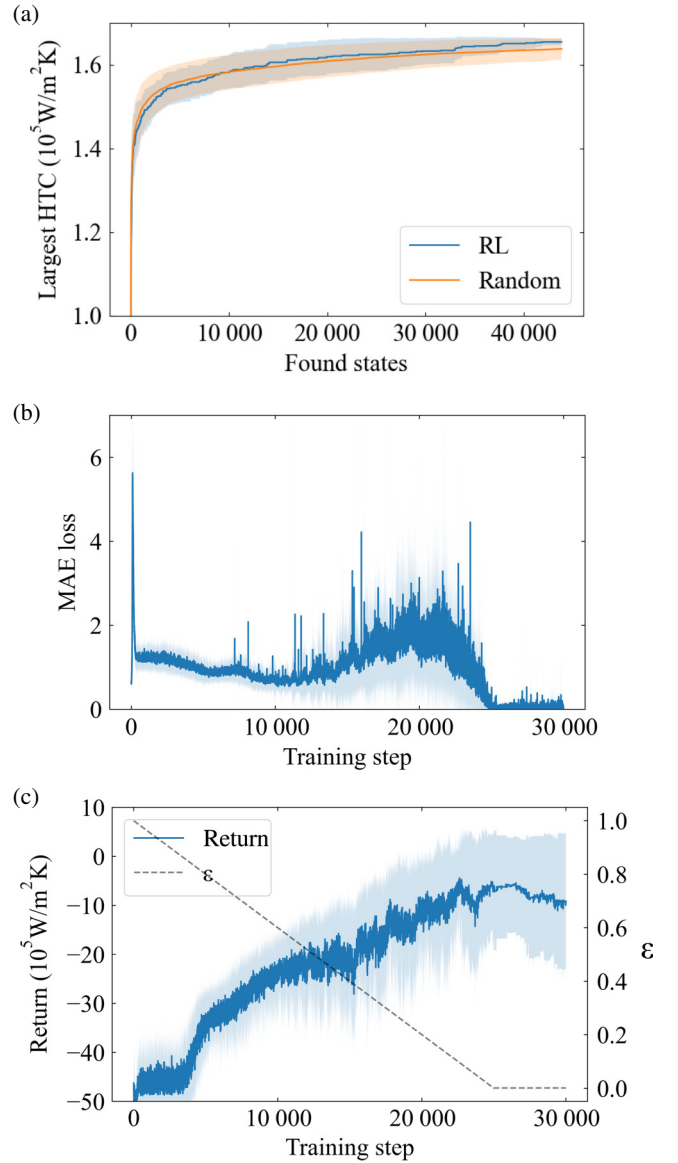 (a)
Largest HTC (10⁵W/m²K)
1.6
1.4
1.2
1.0
RL
Random
0 10 000 20 000 30 000 40 000
Found states
(b)
MAE loss
6
4
2
0
0 10 000 20 000 30 000
Training step
(c)
Return (10⁵W/m²K)
10
0
−10
−20
−30
−40
−50
Return
ε
1.0
0.8
0.6
0.4
0.2
0.0
ε
0 10 000 20 000 30 000
Training step